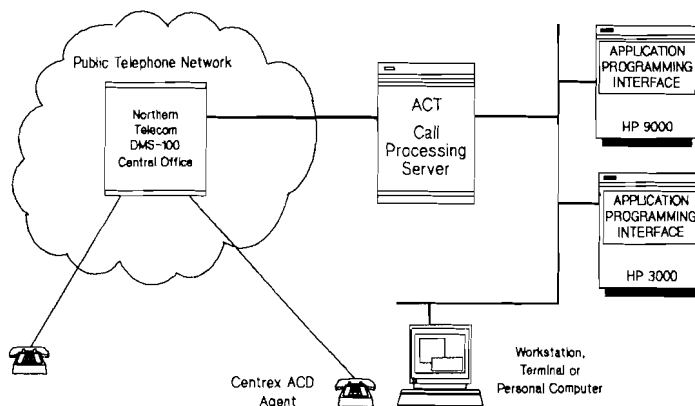 Public Telephone Network
Northern
Telecom
DMS-100
Central Office
ACT
Call
Processing
Server
APPLICATION
PROGRAMMING
INTERFACE
HP 9000
APPLICATION
PROGRAMMING
INTERFACE
HP 3000
Centrex ACD
Agent
Workstation,
Terminal or
Personal Computer